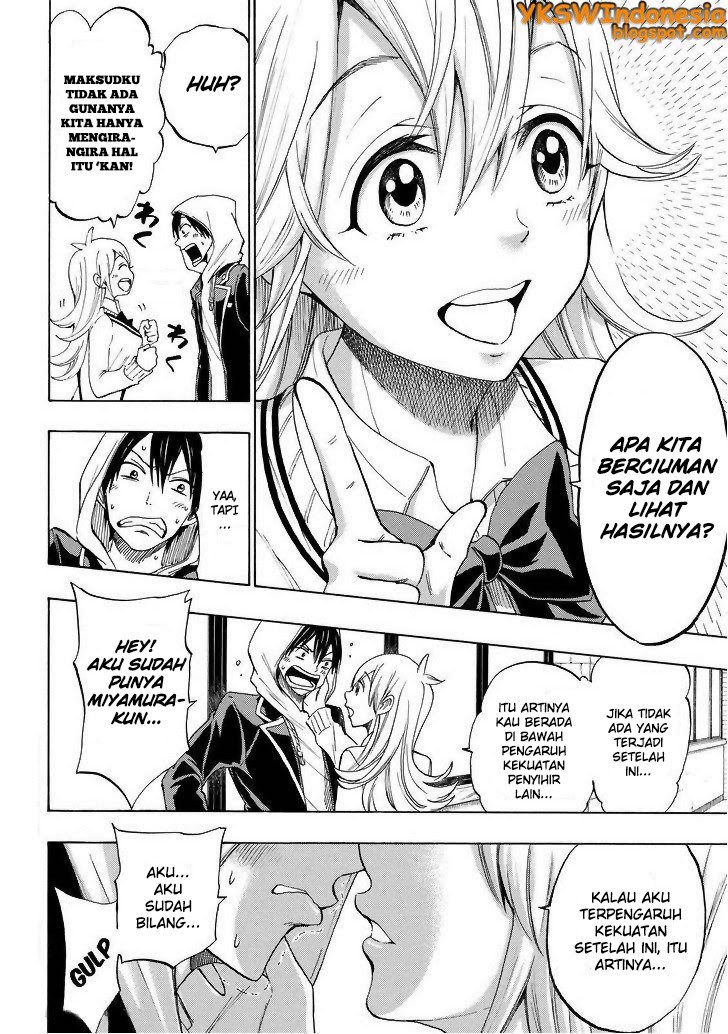 YKSWIndonesia
blogspot.com
APA KITA
BERCIUMAN
SAJA DAN
LIHAT
HASILNYA?
HUH?
MAKSUDKU
TIDAK ADA
GUNANYA
KITA HANYA
MENGIRA-
NGIRA HAL
ITU 'KAN!
わく
わく
YAA,
TAPI
...
JIKA TIDAK
ADA YANG
TERJADI
SETELAH
INI...
ITU ARTINYA
KAU BERADA
DI BAWAH
PENGARUH
KEKUATAN
PENYIHIR
LAIN...
HEY!
AKU SUDAH
PUNYA
MIYAMURA-
KUN...
KALAU AKU
TERPENGARUH
KEKUATAN
SETELAH INI, ITU
ARTINYA...
AKU...
AKU
SUDAH
BILANG...
GULP